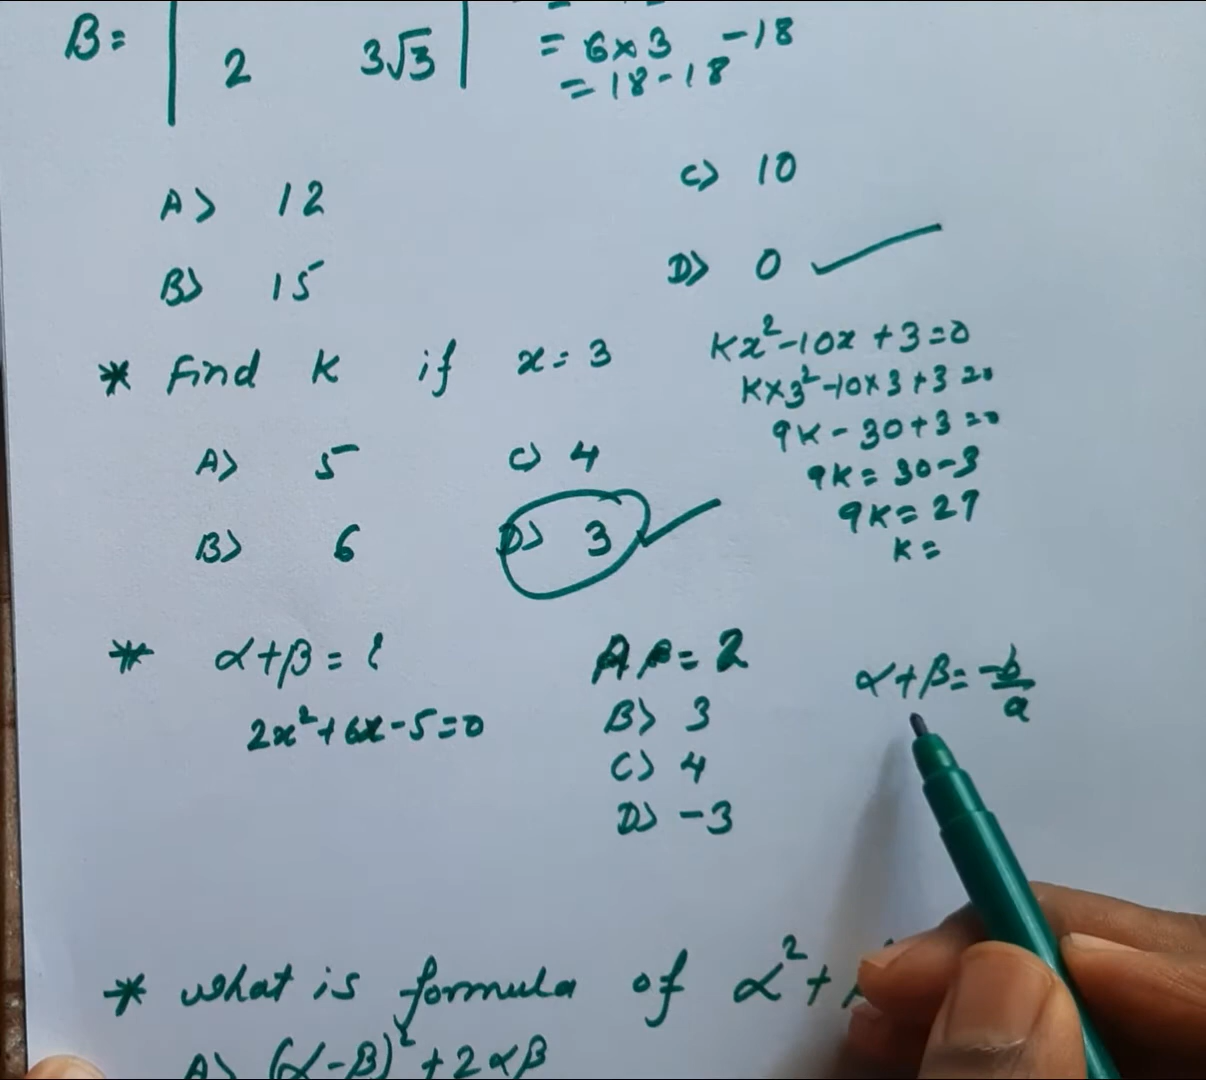 B = | 2 3√3 |
= 6×3 -18
= 18-18
A> 12
C> 10
B> 15
D> 0 ✓
* Find k if x = 3
kx²-10x+3=0
k×3²-10×3+3=0
9k-30+3=0
9k=30-3
9k=27
k=
A> 5
C> 4
B> 6
D> 3 ✓
* α+β=?
2x²+6x-5=0
A = 2
B> 3
C> 4
D> -3
α+β=-b/a
* what is formula of α²+
A> (α-β)²+2αβ